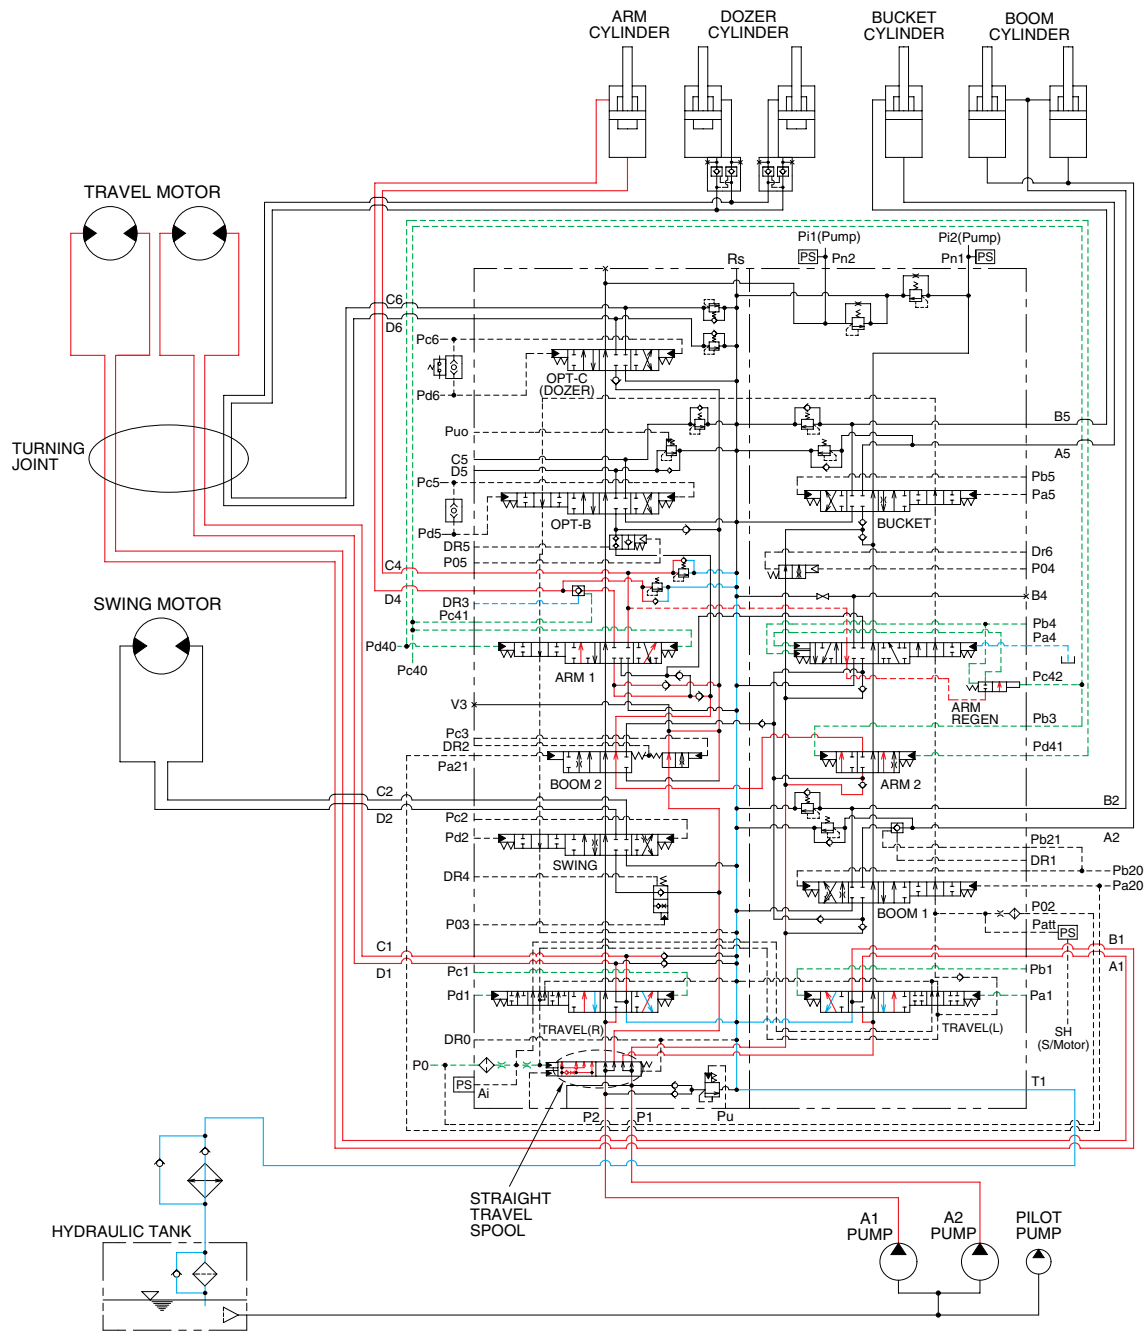 ARM
CYLINDER
DOZER
CYLINDER
BUCKET
CYLINDER
BOOM
CYLINDER
TRAVEL MOTOR
Pi1(Pump)
Pi2(Pump)
PS
Pn2
Rs
Pn1
PS
C6
D6
Pc6
OPT-C
(DOZER)
Pd6
TURNING
JOINT
Puo
B5
C5
A5
D5
Pc5
Pb5
Pa5
OPT-B
BUCKET
Pd5
DR5
Dr6
P05
P04
C4
D4
B4
DR3
Pc41
Pb4
Pa4
SWING MOTOR
Pd40
Pc40
ARM 1
Pc42
ARM
REGEN
V3
Pb3
Pc3
DR2
Pd41
Pa21
BOOM 2
ARM 2
C2
B2
D2
Pc2
Pd2
A2
Pb21
SWING
DR1
DR4
Pb20
Pa20
BOOM 1
P02
P03
Patt
PS
C1
B1
D1
A1
Pc1
Pb1
Pd1
Pa1
TRAVEL(R)
TRAVEL(L)
SH
(S/Motor)
DR0
P0
PS
Ai
T1
P2
P1
Pu
STRAIGHT
TRAVEL
SPOOL
A1
PUMP
A2
PUMP
PILOT
PUMP
HYDRAULIC TANK